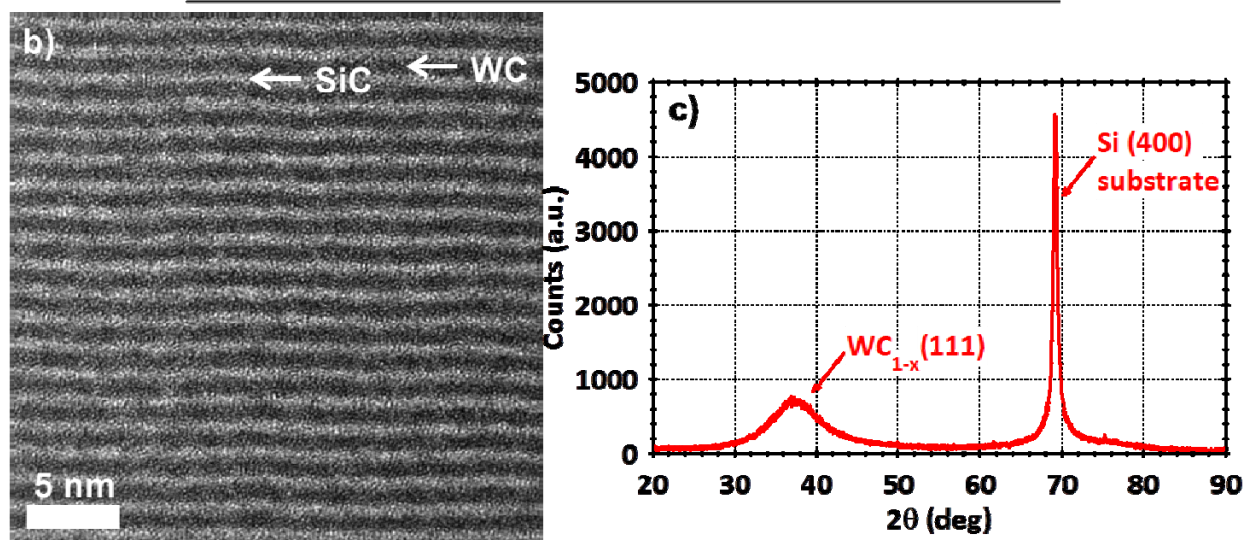 b)
SiC
WC
5 nm
c)
Counts (a.u.)
5000
4000
3000
2000
1000
0
20 30 40 50 60 70 80 90
2θ (deg)
WC1-x(111)
Si (400)
substrate